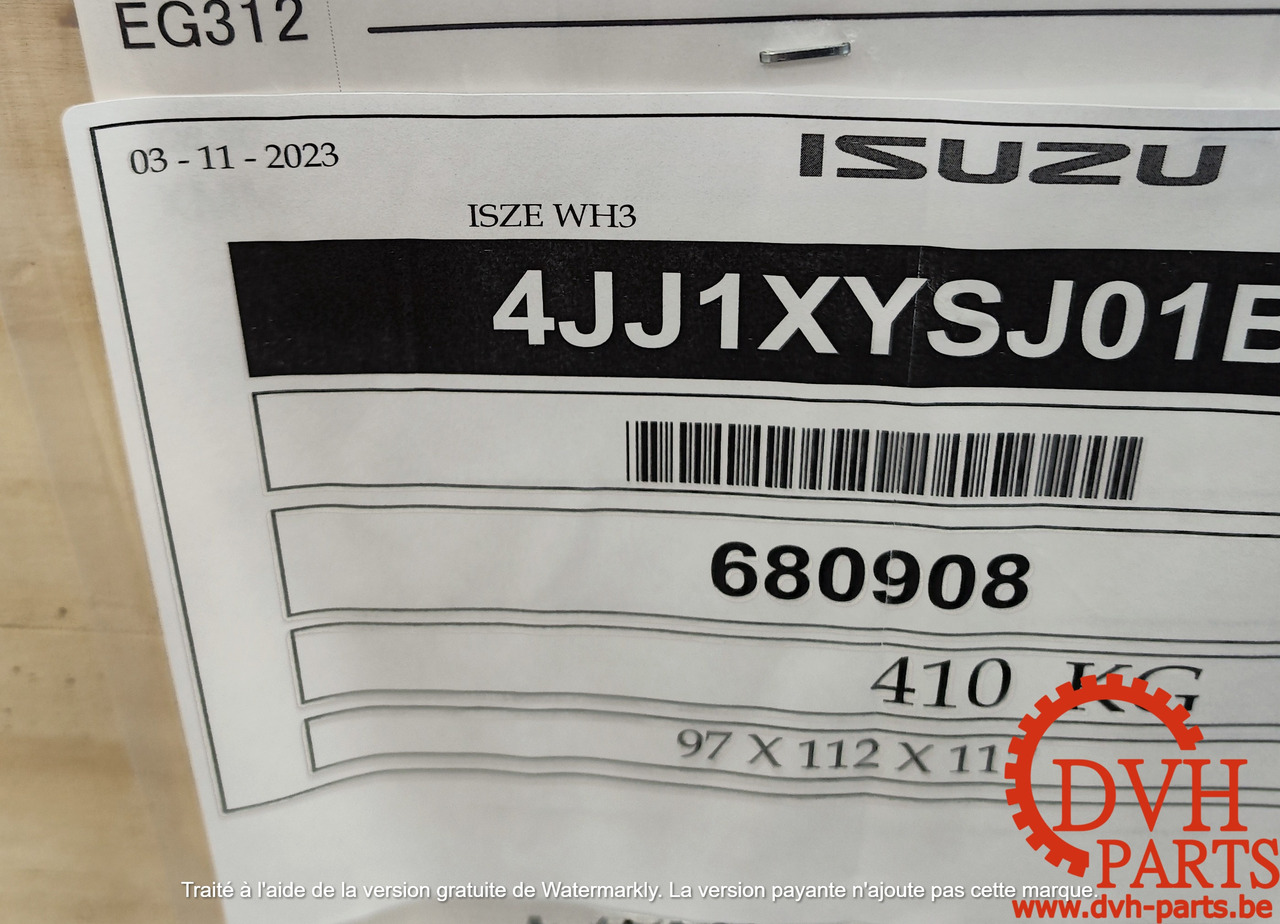 EG312
03 - 11 - 2023
ISUZU
ISZE WH3
4JJ1XYSJ01
680908
410 KG
97 X 112 X 11
DVH
PARTS
www.dvh-parts.be
Traité à l'aide de la version gratuite de Watermarkly. La version payante n'ajoute pas cette marque.